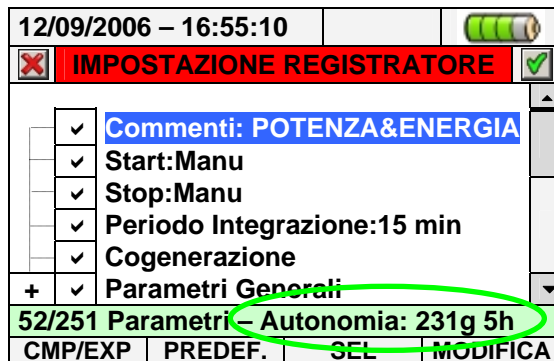 12/09/2006 – 16:55:10
IMPOSTAZIONE REGISTRATORE
Commenti: POTENZA&ENERGIA
Start:Manu
Stop:Manu
Periodo Integrazione:15 min
Cogenerazione
+ Parametri Generali
52/251 Parametri – Autonomia: 231g 5h
CMP/EXP PREDEF. SEL MODIFICA